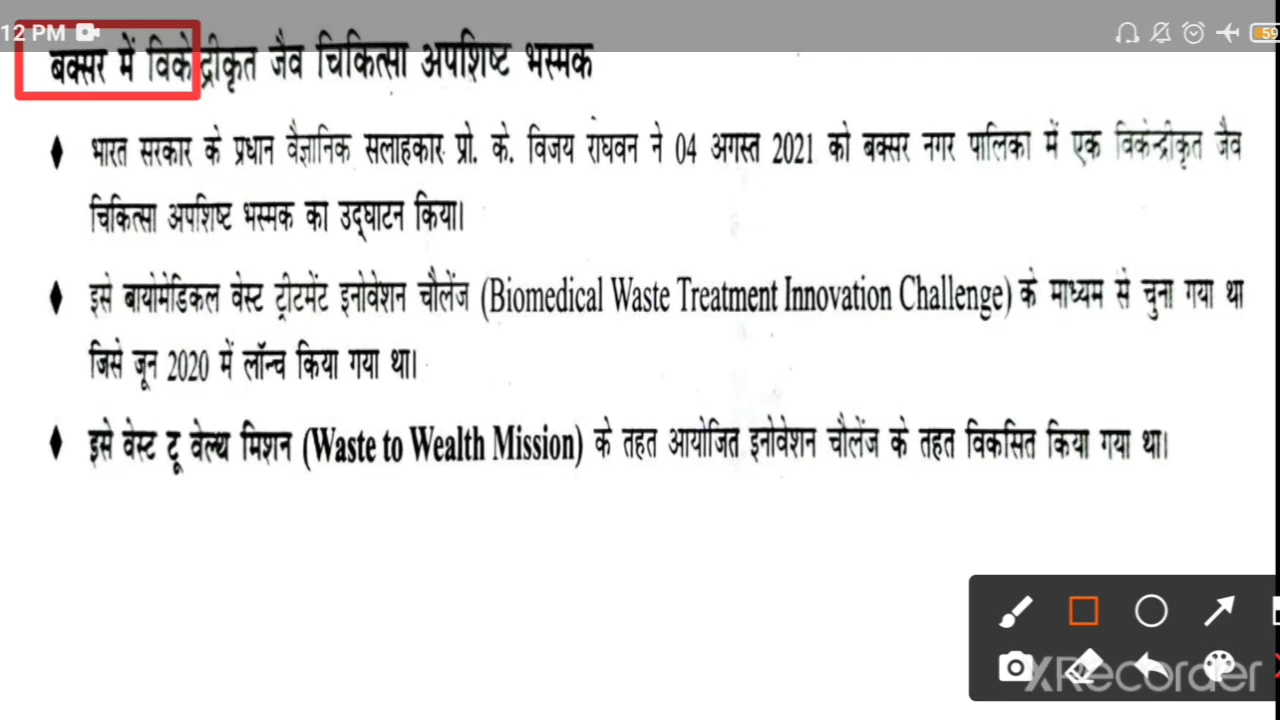 12 PM
59
बक्सर में विकेद्रीकृत जैव चिकित्सा अपशिष्ट भस्मक
♦ भारत सरकार के प्रधान वैज्ञानिक सलाहकार प्रो. के. विजय राघवन ने 04 अगस्त 2021 को बक्सर नगर पालिका में एक विकेन्द्रीकृत जैव
चिकित्सा अपशिष्ट भस्मक का उद्घाटन किया।
♦ इसे बायोमेडिकल वेस्ट ट्रीटमेंट इनोवेशन चौलेंज (Biomedical Waste Treatment Innovation Challenge) के माध्यम से चुना गया था
जिसे जून 2020 में लॉन्च किया गया था।
♦ इसे वेस्ट टू वेल्थ मिशन (Waste to Wealth Mission) के तहत आयोजित इनोवेशन चौलेंज के तहत विकसित किया गया था।
XRecorder